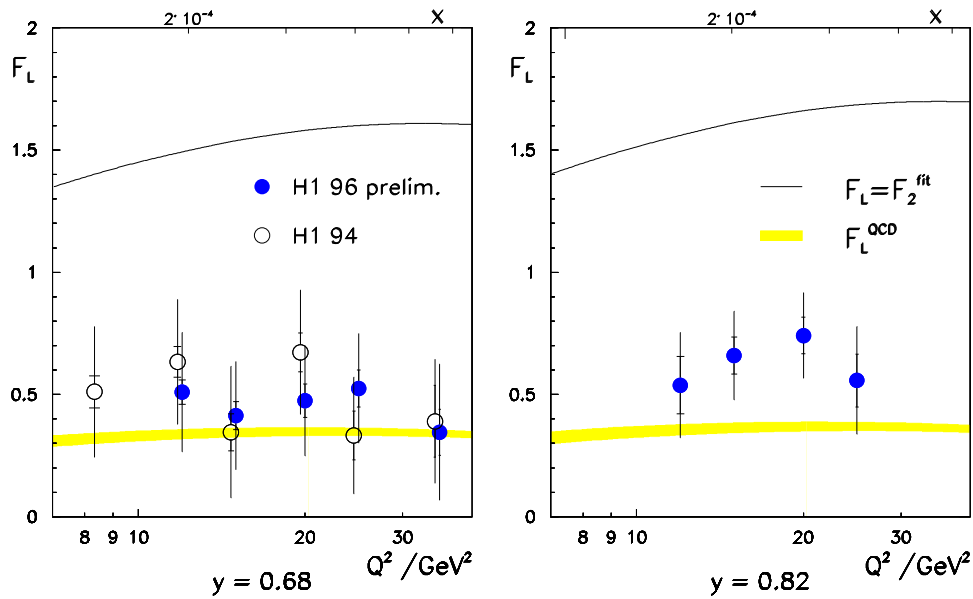 2·10⁻⁴ x
2
F_L
1.5
H1 96 prelim.
H1 94
1
0.5
0
8 9 10 20 30
Q² /GeV²
y = 0.68
2·10⁻⁴ x
2
F_L
1.5
F_L=F₂^fit
F_L^QCD
1
0.5
0
8 9 10 20 30
Q² /GeV²
y = 0.82